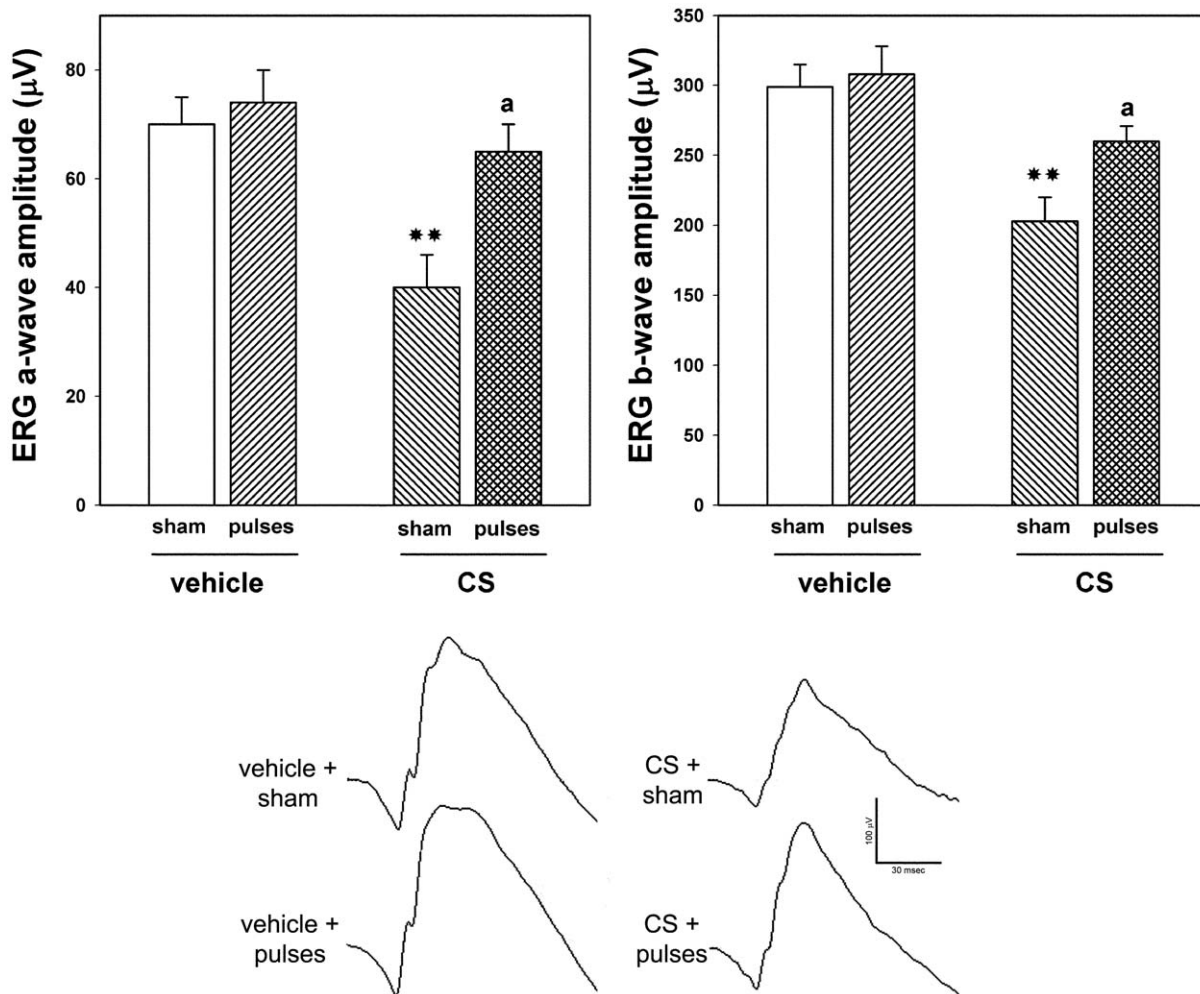 ERG a-wave amplitude (µV)
80
60
40
20
0
**
a
sham pulses sham pulses
vehicle CS
ERG b-wave amplitude (µV)
350
300
250
200
150
100
50
0
**
a
sham pulses sham pulses
vehicle CS
vehicle +
sham
CS +
sham
100 µV
30 msec
vehicle +
pulses
CS +
pulses